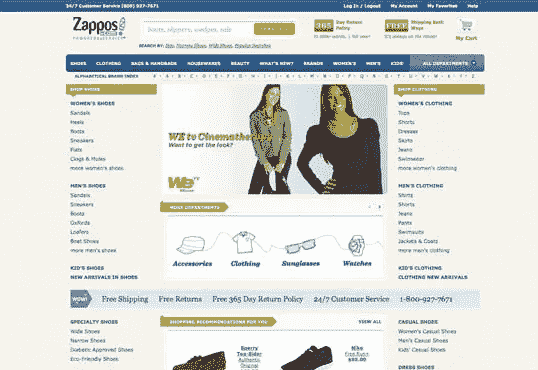 24/7 Customer Service (800) 927-7671
Log In / Logout My Account My Favorites Help
Zappos
.COM
POWERED by SERVICE
boots, slippers, cardigan, sale
365 Day Return Policy
FREE Shipping Both Ways
My Cart
SEARCH BY: Size, Narrow Shoes, Wide Shoes, Popular Searches
SHOES CLOTHING BAGS & HANDBAGS HOUSEWARES BEAUTY WHAT'S NEW? BRANDS WOMEN'S MEN'S KIDS' ALL DEPARTMENTS
ALPHABETICAL BRAND INDEX
SHOP SHOES
WOMEN'S SHOES
Sandals
Heels
Boots
Sneakers
Flats
Clogs & Mules
more women's shoes
MEN'S SHOES
Sandals
Sneakers
Boots
Oxfords
Loafers
Boat Shoes
more men's shoes
KID'S SHOES
NEW ARRIVALS IN SHOES
WE tv Cinematherapy
Want to get the look?
We tv
MORE DEPARTMENTS
Accessories Clothing Sunglasses Watches
SHOP CLOTHING
WOMEN'S CLOTHING
Tops
Shorts
Dresses
Skirts
Jeans
Swimwear
more women's clothing
MEN'S CLOTHING
Shirts
Shorts
Jeans
Pants
Swimsuits
Jackets & Coats
more men's clothing
KID'S CLOTHING
CLOTHING NEW ARRIVALS
WOW! Free Shipping Free Returns Free 365 Day Return Policy 24/7 Customer Service 1-800-927-7671
SPECIALTY SHOES
Wide Shoes
Narrow Shoes
Diabetic Approved Shoes
Eco-Friendly Shoes
SHOPPING RECOMMENDATIONS FOR YOU
VIEW ALL
Sperry
Top-Sider
Authentic
Original
Nike
Free Run+
CASUAL SHOES
Women's Casual Shoes
Men's Casual Shoes
Kids' Casual Shoes
DRESS SHOES